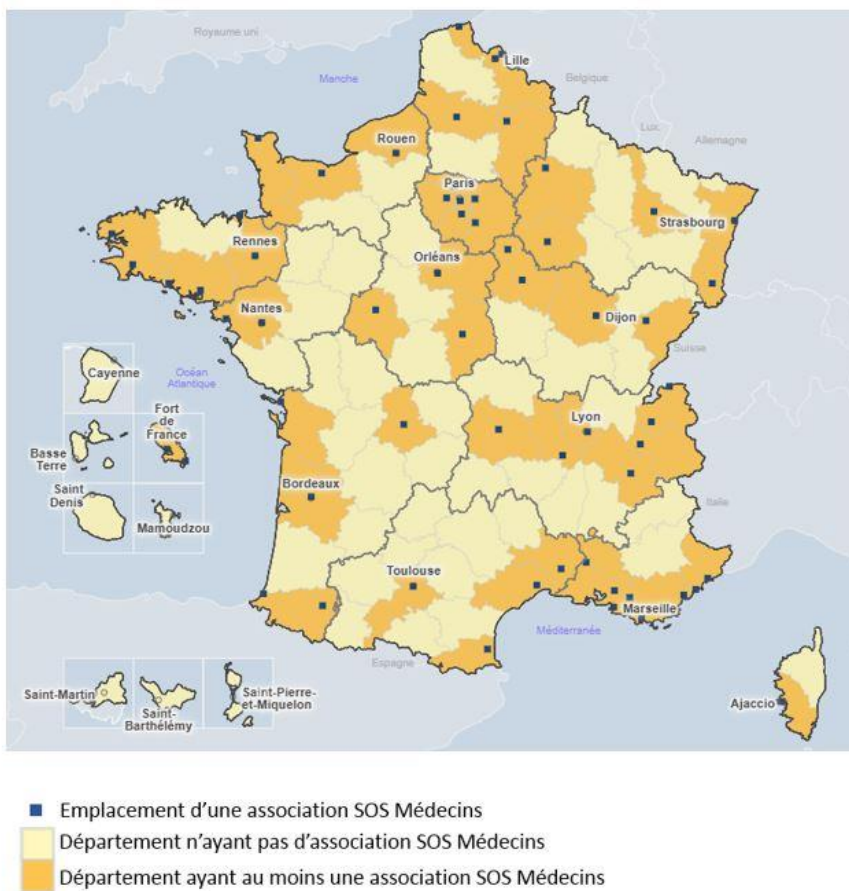 Royaume uni
Lille
Manche
Belgique
Lux.
Allemagne
Rouen
Paris
Strasbourg
Rennes
Orléans
Nantes
Dijon
Suisse
Cayenne
Océan
Atlantique
Fort
de
France
Lyon
Basse
Terre
Saint
Denis
Bordeaux
Mamoudzou
Italie
Toulouse
Marseille
Méditerranée
Espagne
Saint-Martin
Saint-
Barthélémy
Saint-Pierre-
et-Miquelon
Ajaccio
Emplacement d'une association SOS Médecins
Département n'ayant pas d'association SOS Médecins
Département ayant au moins une association SOS Médecins